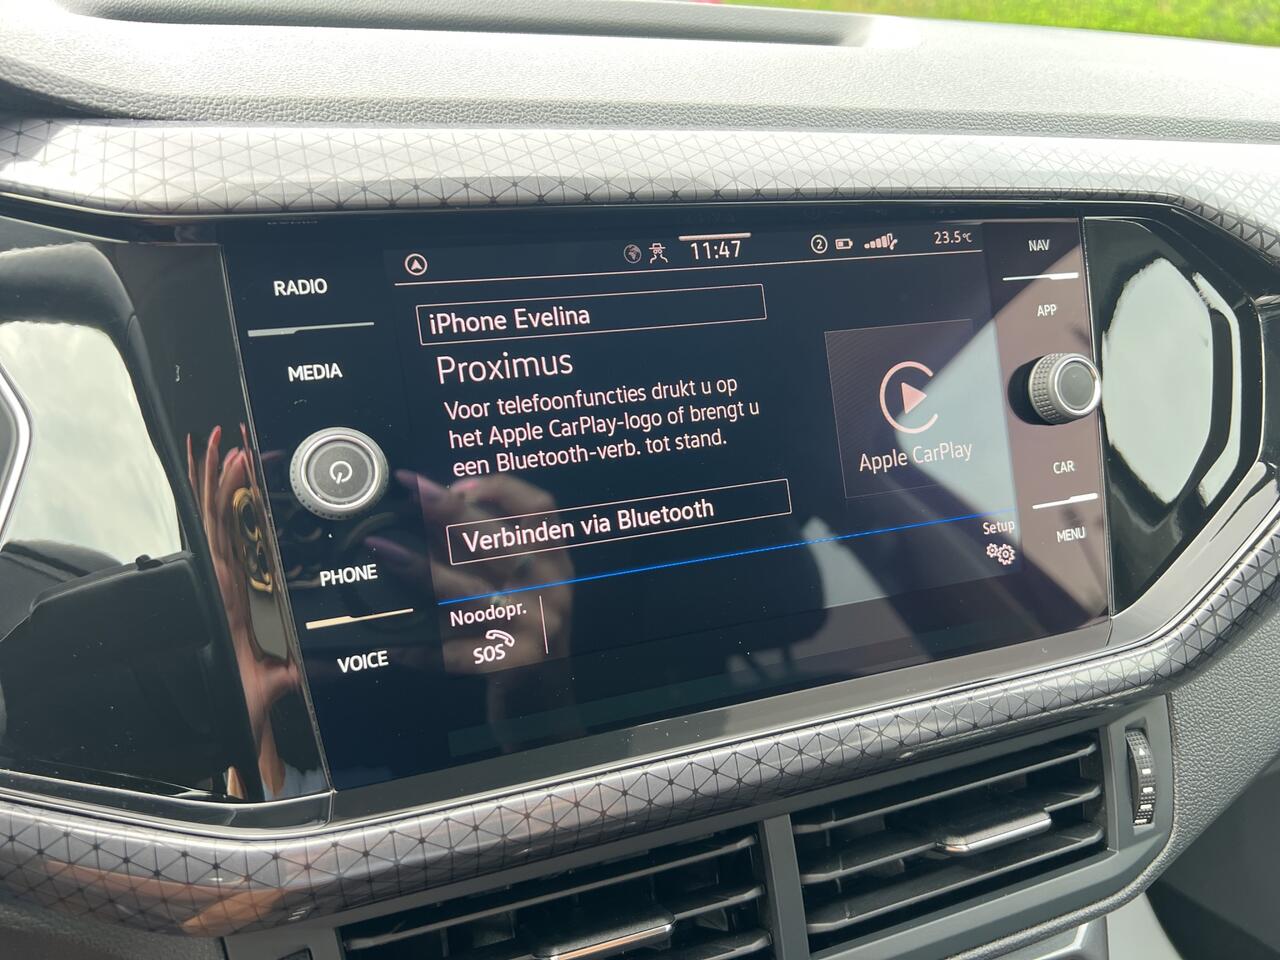 RADIO
MEDIA
PHONE
VOICE
11:47
2
23.5°C
iPhone Evelina
Proximus
Voor telefoonfuncties drukt u op
het Apple CarPlay-logo of brengt u
een Bluetooth-verb. tot stand.
Verbinden via Bluetooth
Apple CarPlay
Setup
Noodopr.
SOS
NAV
APP
CAR
MENU